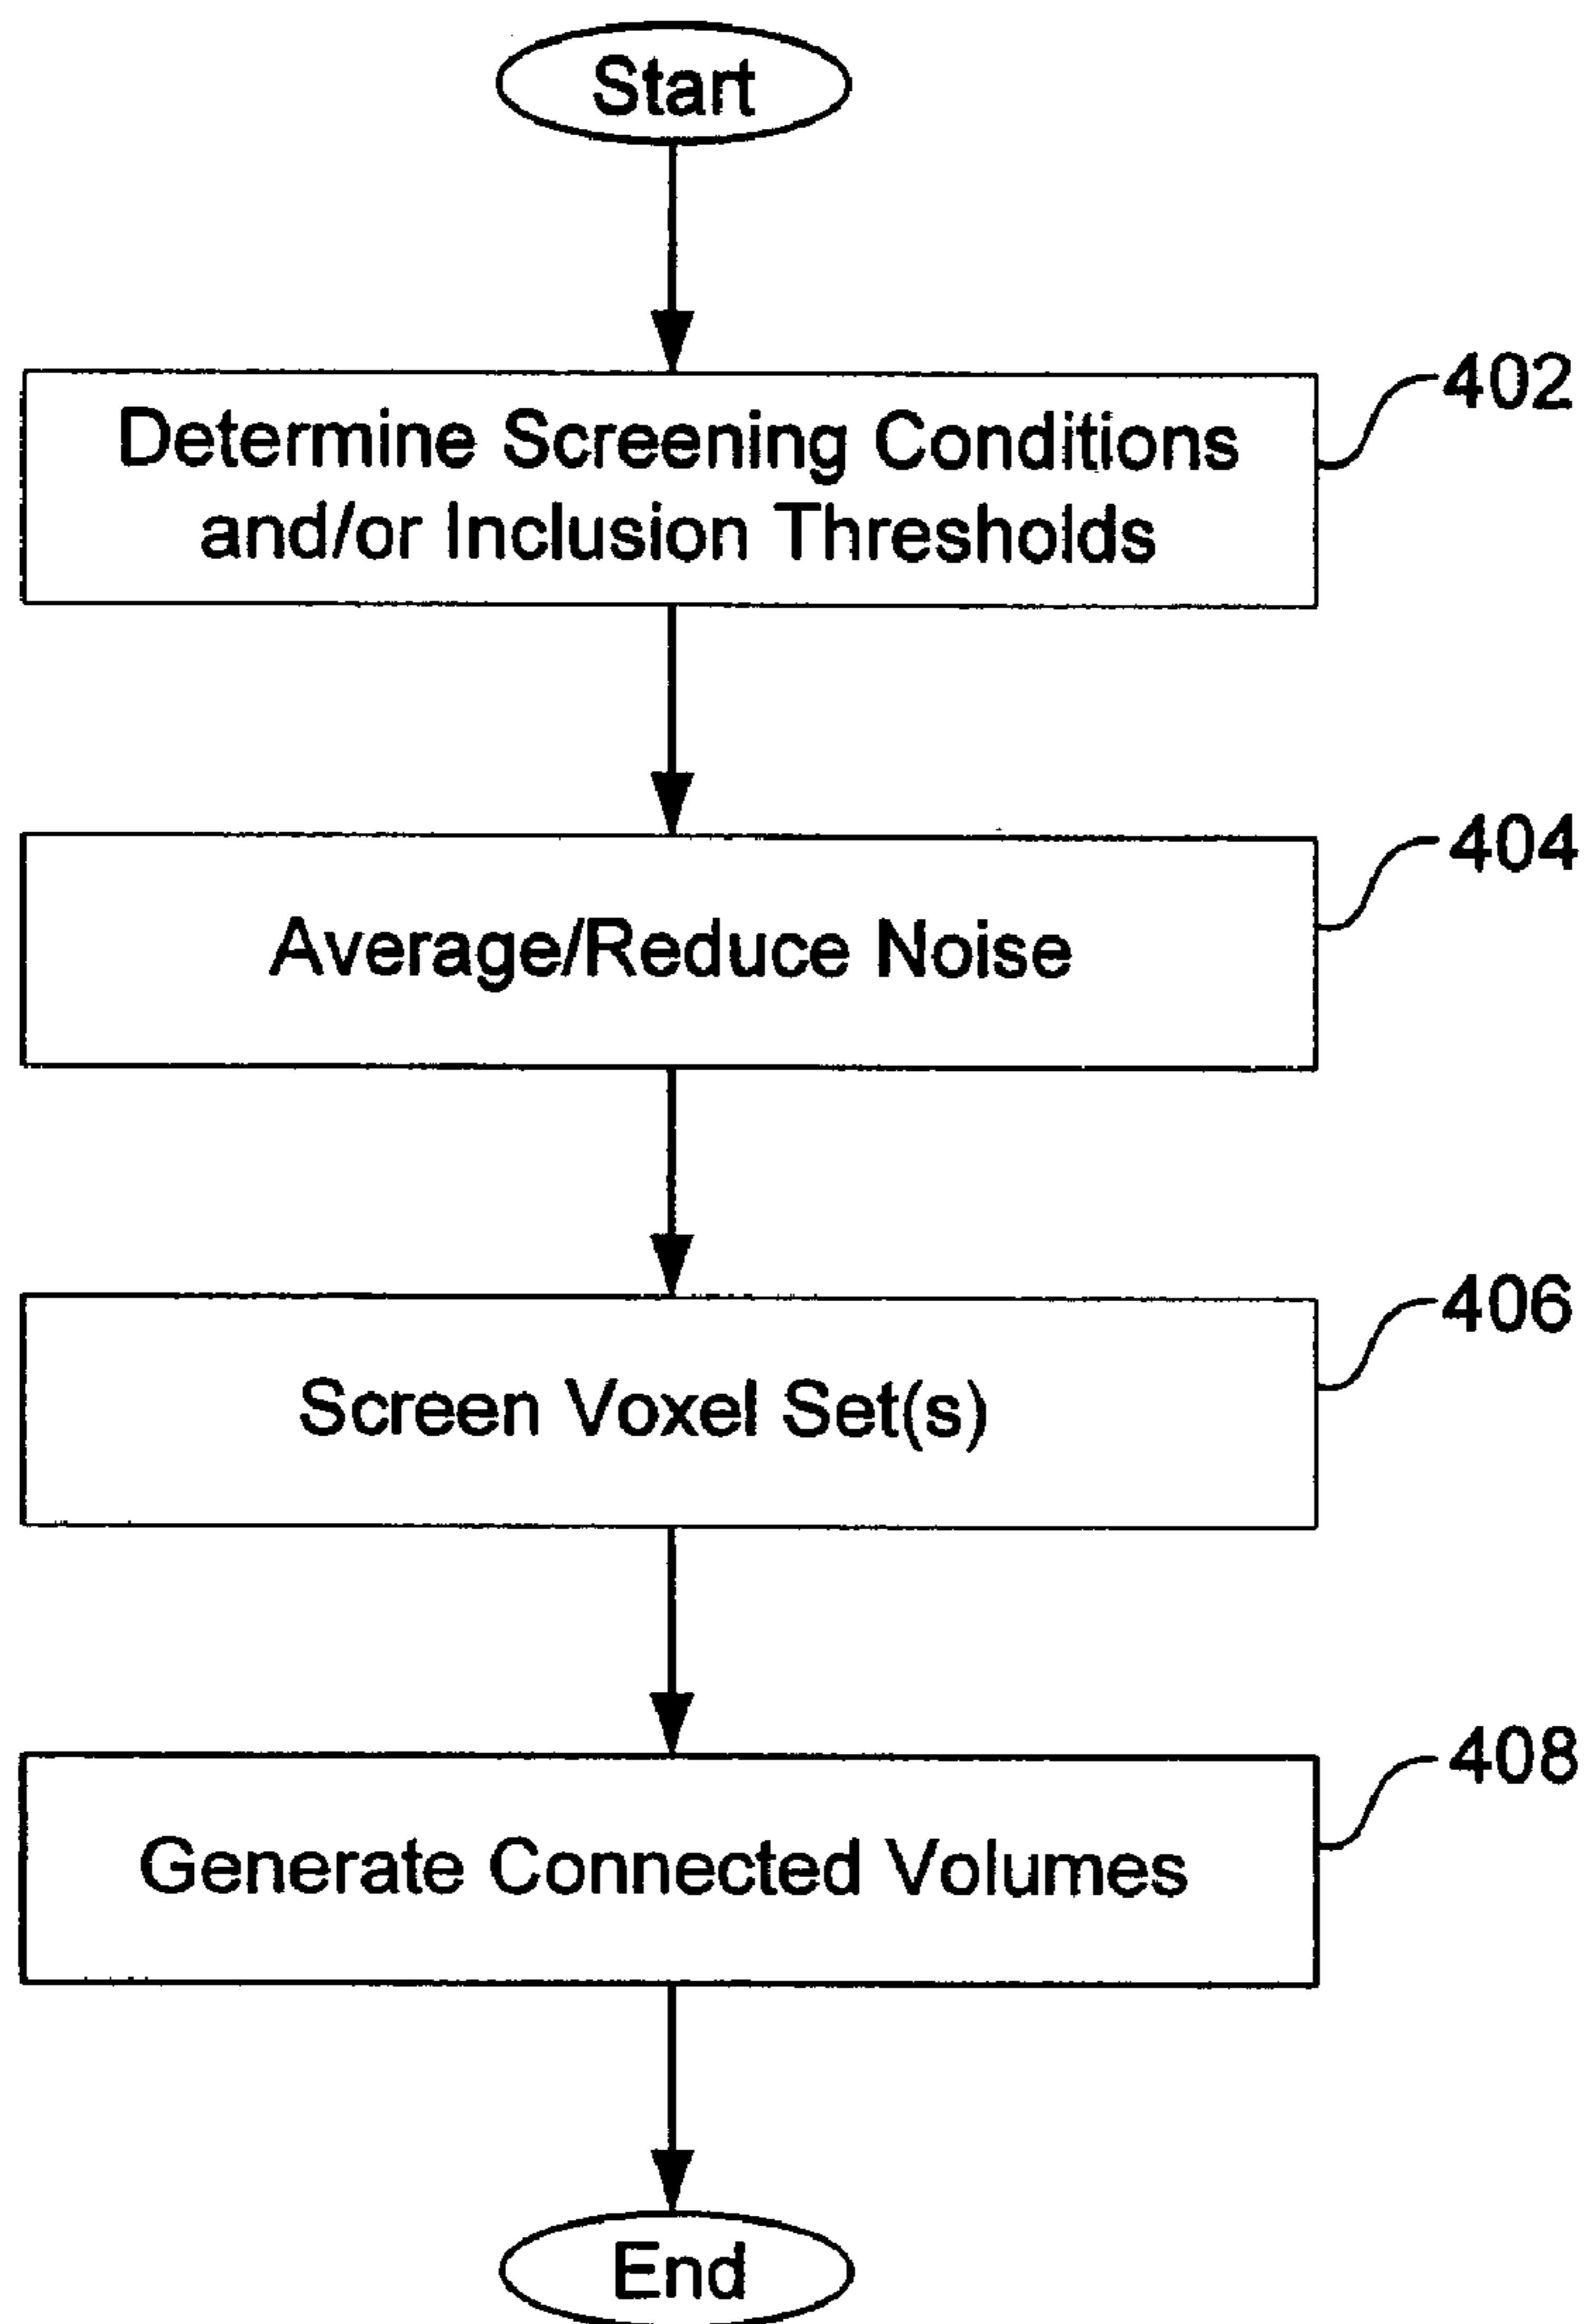 Start
402
Determine Screening Conditions
and/or Inclusion Thresholds
404
Average/Reduce Noise
406
Screen Voxel Set(s)
408
Generate Connected Volumes
End